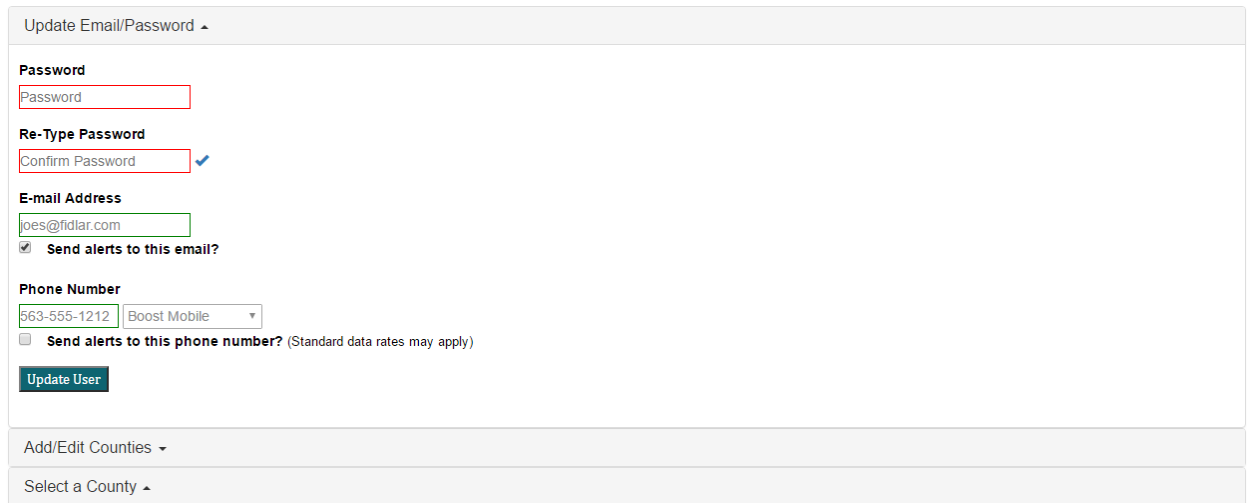 Update Email/Password
Password
Password
Re-Type Password
Confirm Password
E-mail Address
joes@fidlar.com
Send alerts to this email?
Phone Number
563-555-1212 Boost Mobile
Send alerts to this phone number? (Standard data rates may apply)
Update User
Add/Edit Counties
Select a County